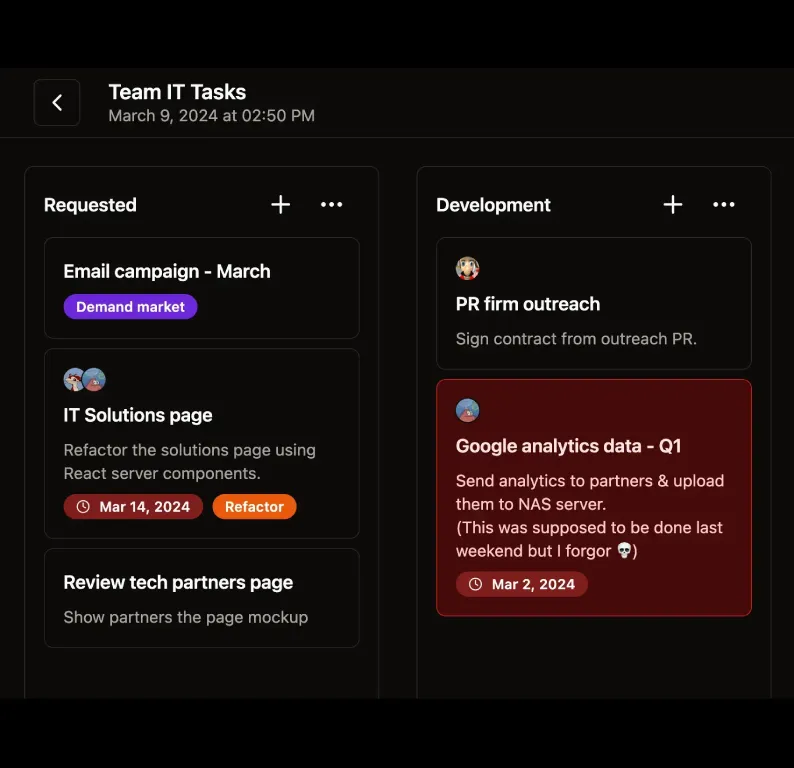 Team IT Tasks
March 9, 2024 at 02:50 PM
Requested
Email campaign - March
Demand market
IT Solutions page
Refactor the solutions page using
React server components.
Mar 14, 2024
Refactor
Review tech partners page
Show partners the page mockup
Development
PR firm outreach
Sign contract from outreach PR.
Google analytics data - Q1
Send analytics to partners & upload
them to NAS server.
(This was supposed to be done last
weekend but I forgor 💀)
Mar 2, 2024